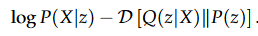 log P(X|z) − 𝒟 [Q(z|X)∥P(z)].